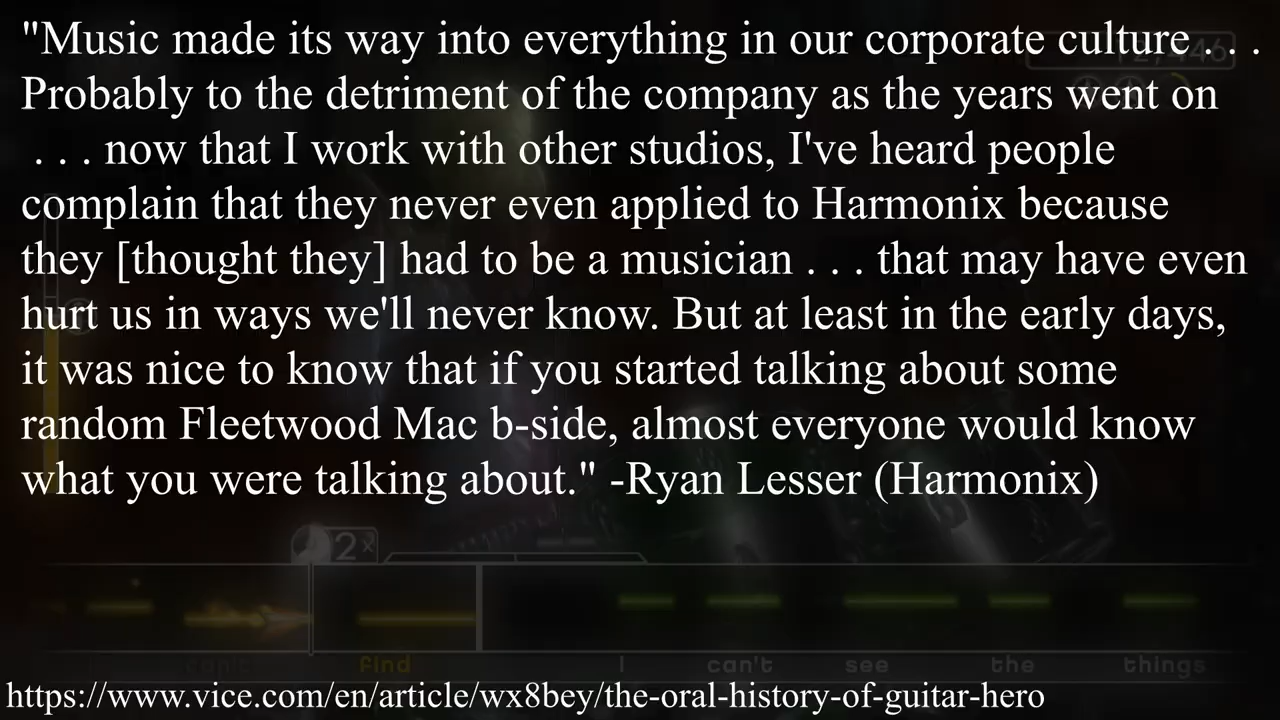 "Music made its way into everything in our corporate culture . . .
Probably to the detriment of the company as the years went on
. . . now that I work with other studios, I've heard people
complain that they never even applied to Harmonix because
they [thought they] had to be a musician . . . that may have even
hurt us in ways we'll never know. But at least in the early days,
it was nice to know that if you started talking about some
random Fleetwood Mac b-side, almost everyone would know
what you were talking about." -Ryan Lesser (Harmonix)
2x
can't find I can't see the things
https://www.vice.com/en/article/wx8bey/the-oral-history-of-guitar-hero